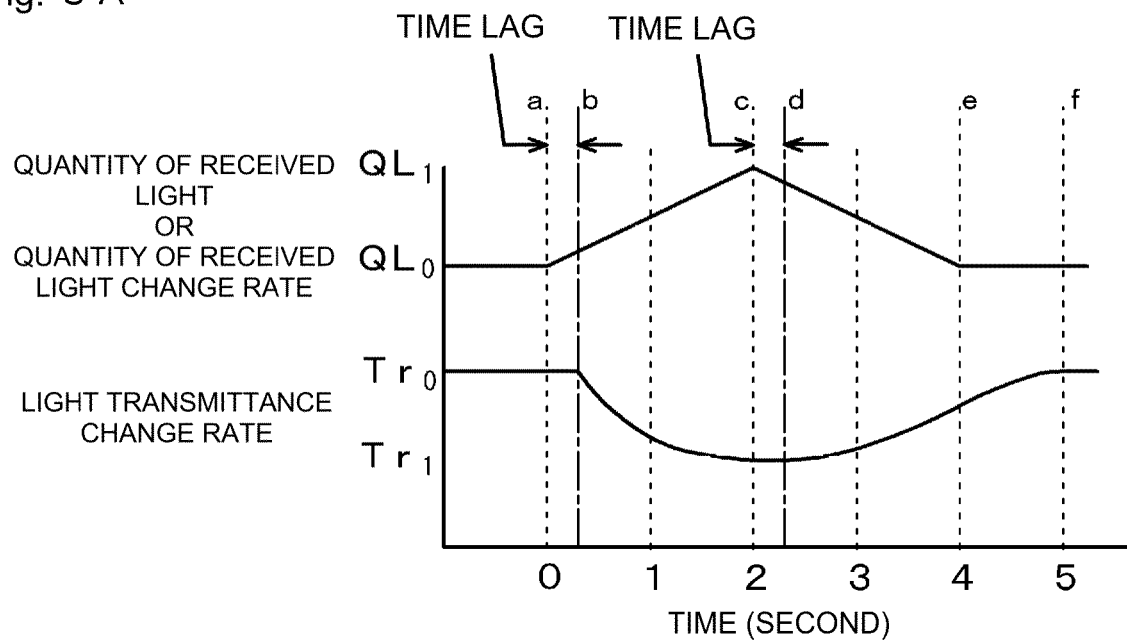 TIME LAG TIME LAG
a. b c. d e f
QUANTITY OF RECEIVED
LIGHT
OR
QUANTITY OF RECEIVED
LIGHT CHANGE RATE
QL1
QL0
LIGHT TRANSMITTANCE
CHANGE RATE
Tr0
Tr1
0 1 2 3 4 5
TIME (SECOND)